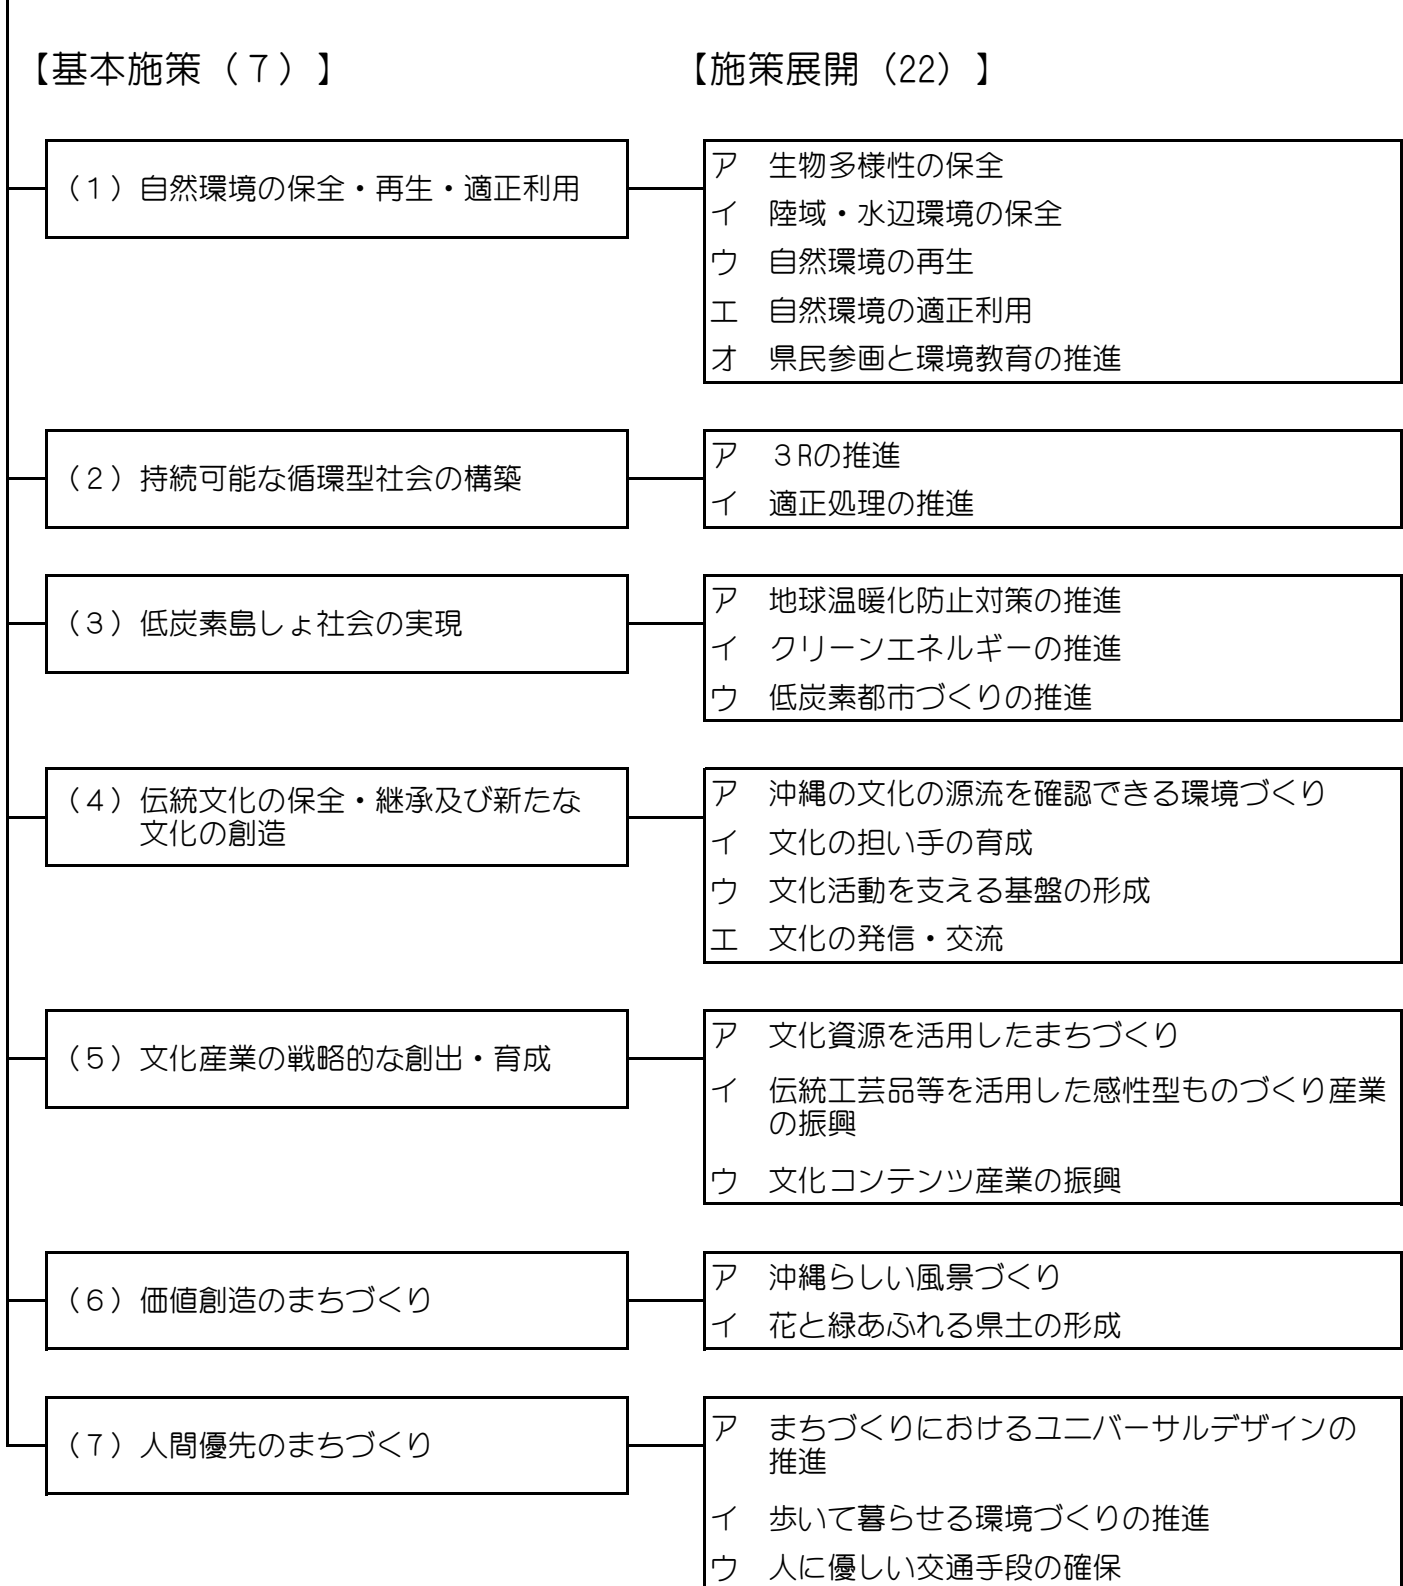 【基本施策（７）】
【施策展開（22）】
（１）自然環境の保全・再生・適正利用
ア　生物多様性の保全
イ　陸域・水辺環境の保全
ウ　自然環境の再生
エ　自然環境の適正利用
オ　県民参画と環境教育の推進
（２）持続可能な循環型社会の構築
ア　３Rの推進
イ　適正処理の推進
（３）低炭素島しょ社会の実現
ア　地球温暖化防止対策の推進
イ　クリーンエネルギーの推進
ウ　低炭素都市づくりの推進
（４）伝統文化の保全・継承及び新たな
文化の創造
ア　沖縄の文化の源流を確認できる環境づくり
イ　文化の担い手の育成
ウ　文化活動を支える基盤の形成
エ　文化の発信・交流
（５）文化産業の戦略的な創出・育成
ア　文化資源を活用したまちづくり
イ　伝統工芸品等を活用した感性型ものづくり産業
の振興
ウ　文化コンテンツ産業の振興
（６）価値創造のまちづくり
ア　沖縄らしい風景づくり
イ　花と緑あふれる県土の形成
（７）人間優先のまちづくり
ア　まちづくりにおけるユニバーサルデザインの
推進
イ　歩いて暮らせる環境づくりの推進
ウ　人に優しい交通手段の確保